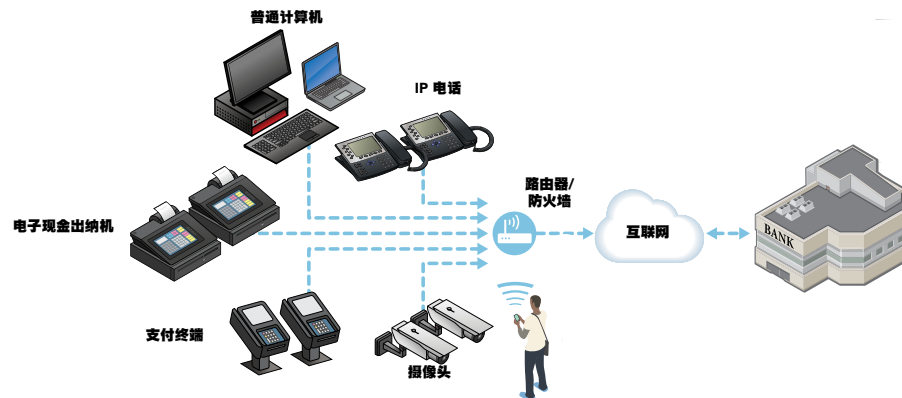 普通计算机
IP 电话
路由器/
防火墙
电子现金出纳机
互联网
BANK
支付终端
摄像头